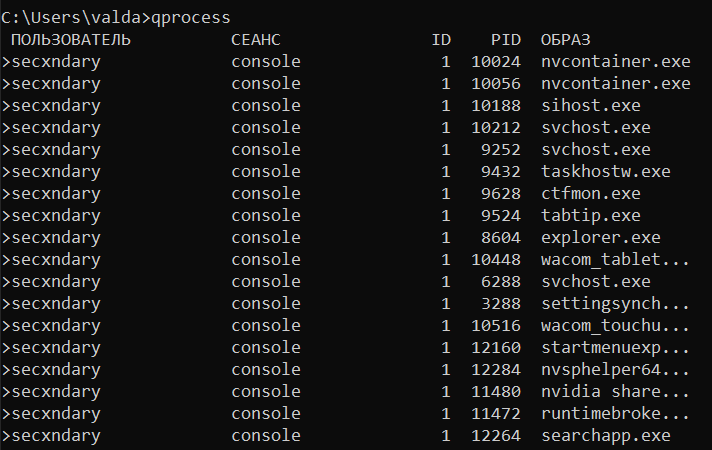 C:\Users\valda>qprocess
ПОЛЬЗОВАТЕЛЬ СЕАНС ID PID ОБРАЗ
>secxndary console 1 10024 nvcontainer.exe
>secxndary console 1 10056 nvcontainer.exe
>secxndary console 1 10188 sihost.exe
>secxndary console 1 10212 svchost.exe
>secxndary console 1 9252 svchost.exe
>secxndary console 1 9432 taskhostw.exe
>secxndary console 1 9628 ctfmon.exe
>secxndary console 1 9524 tabtip.exe
>secxndary console 1 8604 explorer.exe
>secxndary console 1 10448 wacom_tablet...
>secxndary console 1 6288 svchost.exe
>secxndary console 1 3288 settingsynch...
>secxndary console 1 10516 wacom_touchu...
>secxndary console 1 12160 startmenuexp...
>secxndary console 1 12284 nvsphelper64...
>secxndary console 1 11480 nvidia share...
>secxndary console 1 11472 runtimebroke...
>secxndary console 1 12264 searchapp.exe